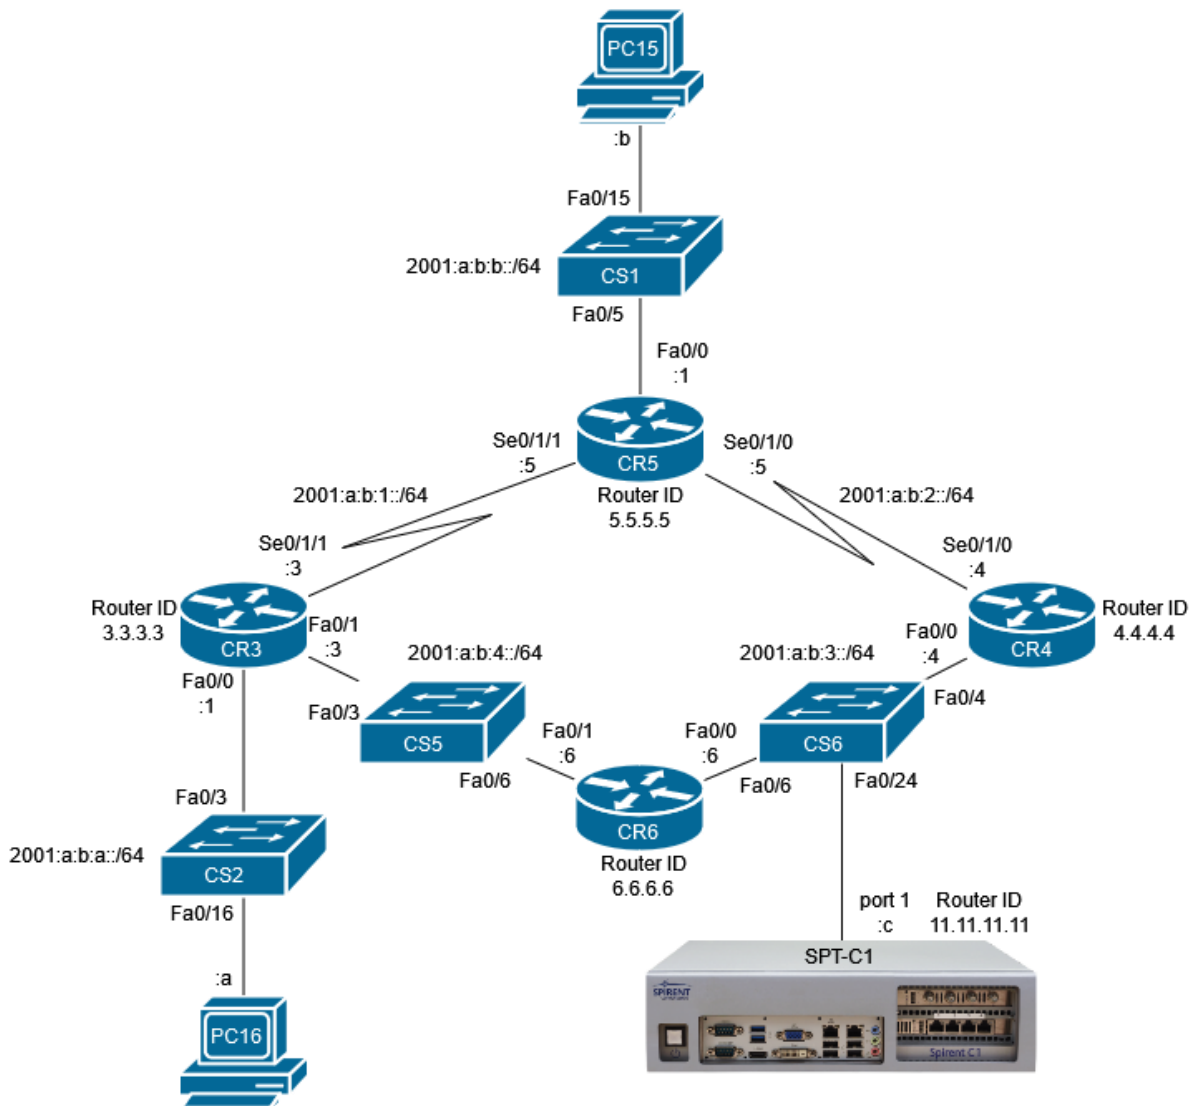 PC15
:b
Fa0/15
2001:a:b:b::/64
CS1
Fa0/5
Fa0/0
:1
Se0/1/1
:5
CR5
Se0/1/0
:5
Router ID
5.5.5.5
2001:a:b:1::/64
2001:a:b:2::/64
Se0/1/1
:3
Se0/1/0
:4
Router ID
3.3.3.3
CR3
Fa0/1
:3
Fa0/0
:1
2001:a:b:4::/64
2001:a:b:3::/64
Fa0/0
:4
CR4
Router ID
4.4.4.4
Fa0/3
CS5
Fa0/6
Fa0/1
:6
Fa0/0
:6
CS6
Fa0/4
Fa0/6
Fa0/24
CR6
Router ID
6.6.6.6
Fa0/3
2001:a:b:a::/64
CS2
Fa0/16
:a
PC16
port 1
:c
Router ID
11.11.11.11
SPT-C1
SPIRENT
Spirent C1